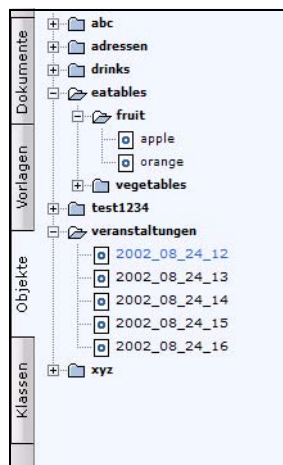 Dokumente
Vorlagen
Objekte
Klassen
abc
adressen
drinks
eatables
fruit
apple
orange
vegetables
test1234
veranstaltungen
2002_08_24_12
2002_08_24_13
2002_08_24_14
2002_08_24_15
2002_08_24_16
xyz